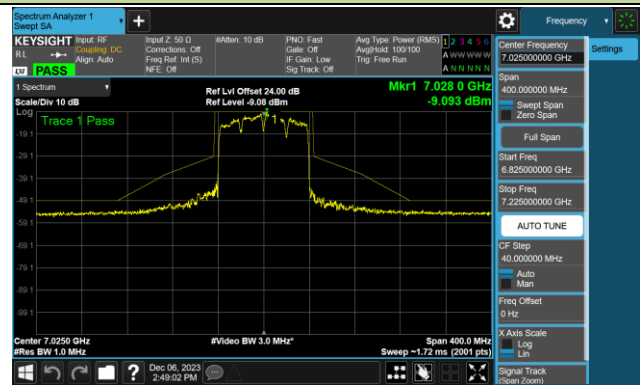 Spectrum Analyzer 1
Swept SA
Frequency
KEYSIGHT
Input: RF
Coupling: DC
Align: Auto
Input Z: 50 Ω
Corrections: Off
Freq Ref: Int (S)
NFE: Off
#Atten: 10 dB
PNO: Fast
Gate: Off
IF Gain: Low
Sig Track: Off
Avg Type: Power (RMS)
Avg|Hold: 100/100
Trig: Free Run
1 2 3 4 5 6
A W W W W W
A N N N N N
RL
LXI
PASS
1 Spectrum
Scale/Div 10 dB
Ref Lvl Offset 24.00 dB
Ref Level -9.08 dBm
Mkr1 7.028 0 GHz
-9.093 dBm
Log
Trace 1 Pass
-19.1
-29.1
-39.1
-49.1
-59.1
-69.1
-79.1
-89.1
-99.1
Center 7.0250 GHz
#Res BW 1.0 MHz
#Video BW 3.0 MHz*
Span 400.0 MHz
Sweep ~1.72 ms (2001 pts)
Dec 06, 2023
2:49:02 PM
Center Frequency
7.025000000 GHz
Settings
Span
400.000000 MHz
Swept Span
Zero Span
Full Span
Start Freq
6.825000000 GHz
Stop Freq
7.225000000 GHz
AUTO TUNE
CF Step
40.000000 MHz
Auto
Man
Freq Offset
0 Hz
X Axis Scale
Log
Lin
Signal Track
(Span Zoom)